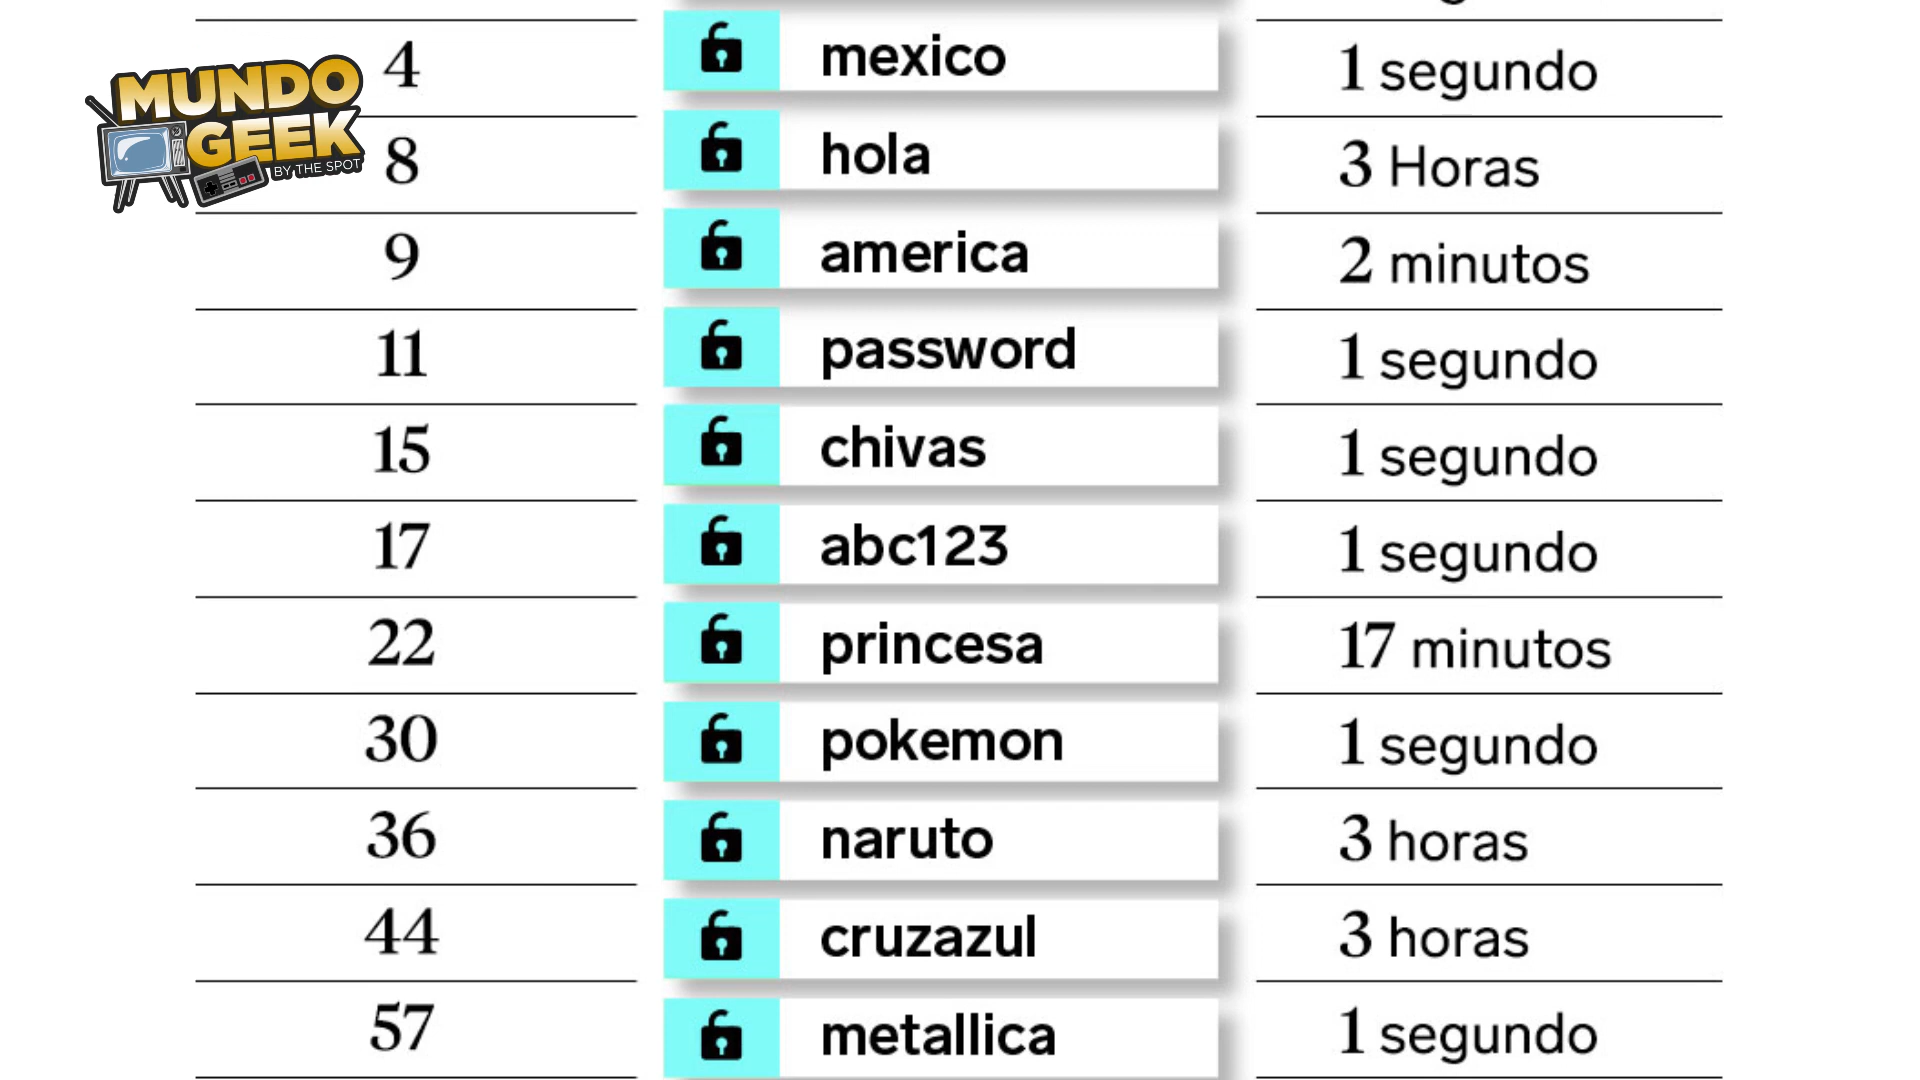 MUNDO
GEEK
BY THE SPOT
4 mexico 1 segundo
8 hola 3 Horas
9 america 2 minutos
11 password 1 segundo
15 chivas 1 segundo
17 abc123 1 segundo
22 princesa 17 minutos
30 pokemon 1 segundo
36 naruto 3 horas
44 cruzazul 3 horas
57 metallica 1 segundo